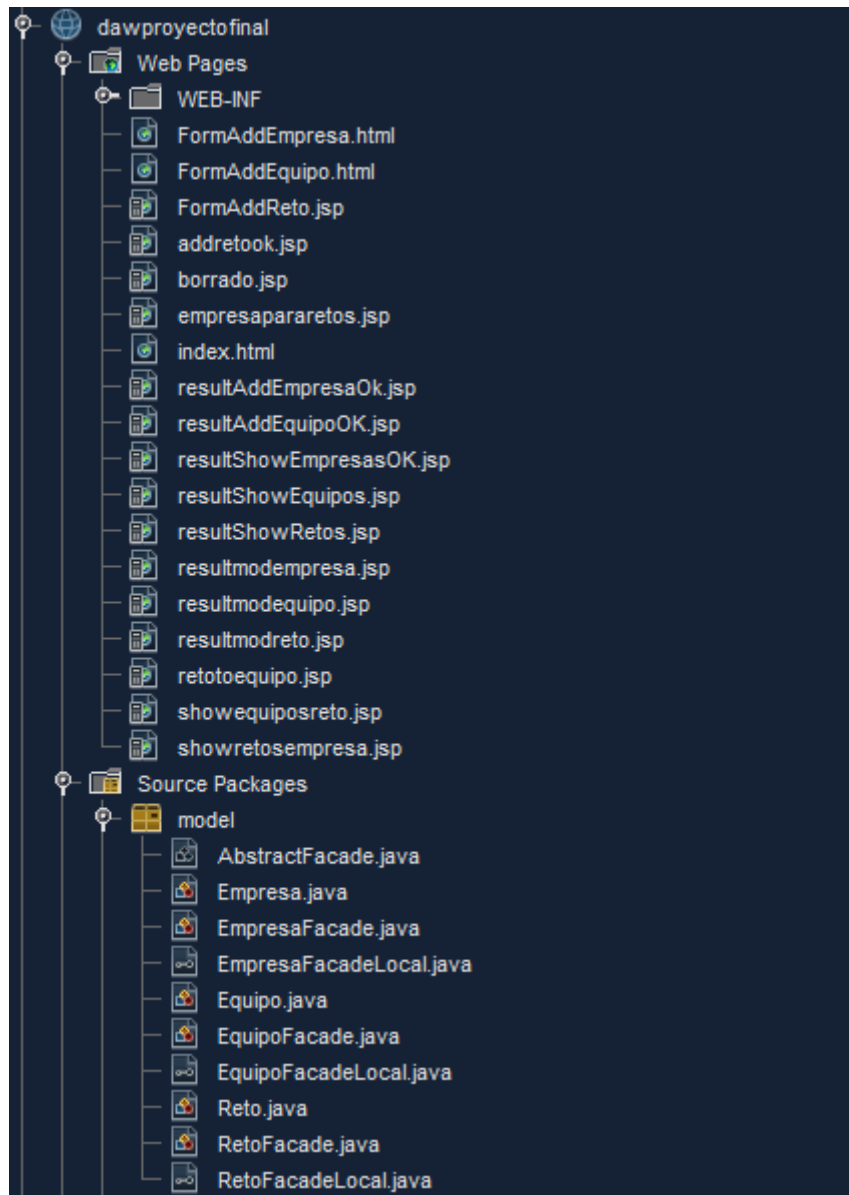 dawproyectofinal
Web Pages
WEB-INF
FormAddEmpresa.html
FormAddEquipo.html
FormAddReto.jsp
addretook.jsp
borrado.jsp
empresapararetos.jsp
index.html
resultAddEmpresaOk.jsp
resultAddEquipoOK.jsp
resultShowEmpresasOK.jsp
resultShowEquipos.jsp
resultShowRetos.jsp
resultmodempresa.jsp
resultmodequipo.jsp
resultmodreto.jsp
retotoequipo.jsp
showequiposreto.jsp
showretosempresa.jsp
Source Packages
model
AbstractFacade.java
Empresa.java
EmpresaFacade.java
EmpresaFacadeLocal.java
Equipo.java
EquipoFacade.java
EquipoFacadeLocal.java
Reto.java
RetoFacade.java
RetoFacadeLocal.java